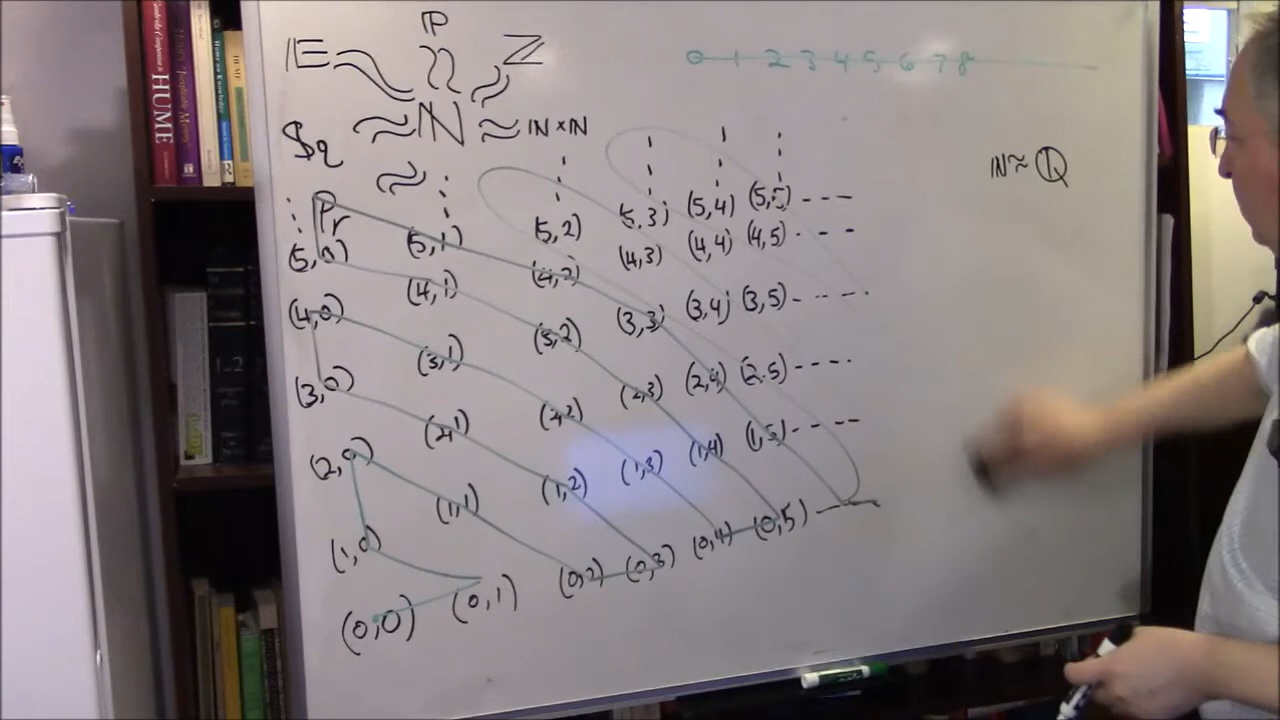 ℙ
𝔼 ≈ ≈ ≈ ℤ
Sq ≈ ℕ ≈ ℕ×ℕ
≈
Pr
0 1 2 3 4 5 6 7 8
ℕ≈ℚ
(5,0) (5,1) (5,2) (5,3) (5,4) (5,5) - - -
(4,0) (4,1) (4,2) (4,3) (4,4) (4,5) - - -
(3,0) (3,1) (3,2) (3,3) (3,4) (3,5) - - - -
(2,0) (2,1) (2,2) (2,3) (2,4) (2,5) - - - -
(1,0) (1,1) (1,2) (1,3) (1,4) (1,5) - - - -
(0,0) (0,1) (0,2) (0,3) (0,4) (0,5) - -
HUME
HUME
1-2